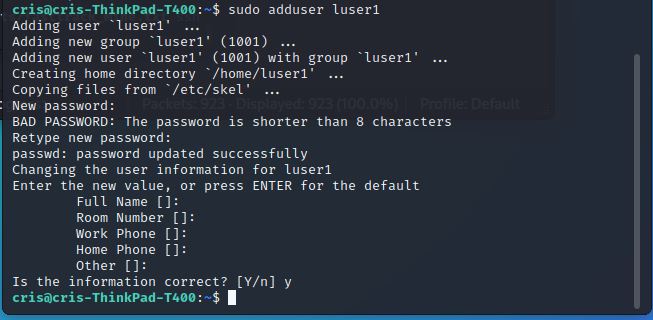 cris@cris-ThinkPad-T400:~$ sudo adduser luser1
Adding user `luser1' ...
Adding new group `luser1' (1001) ...
Adding new user `luser1' (1001) with group `luser1' ...
Creating home directory `/home/luser1' ...
Copying files from `/etc/skel' ...
New password:
Packets: 923 · Displayed: 923 (100.0%)
Profile: Default
BAD PASSWORD: The password is shorter than 8 characters
Retype new password:
passwd: password updated successfully
Changing the user information for luser1
Enter the new value, or press ENTER for the default
Full Name []:
Room Number []:
Work Phone []:
Home Phone []:
Other []:
Is the information correct? [Y/n] y
cris@cris-ThinkPad-T400:~$